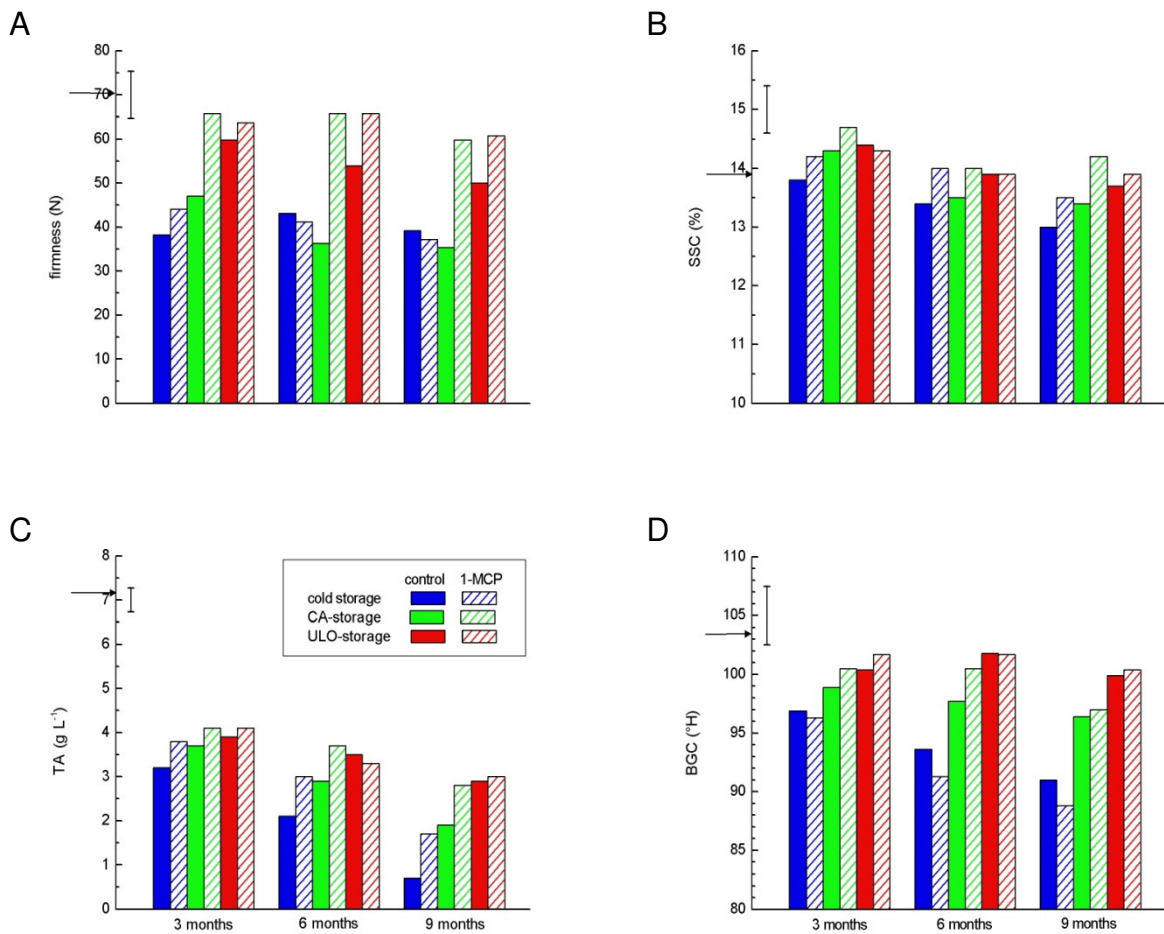 A
80
70
60
50
40
30
20
10
0
firmness (N)
B
16
15
14
13
12
11
10
SSC (%)
C
8
7
6
5
4
3
2
1
0
TA (g L⁻¹)
control 1-MCP
cold storage
CA-storage
ULO-storage
3 months 6 months 9 months
D
110
105
100
95
90
85
80
BGC (°H)
3 months 6 months 9 months